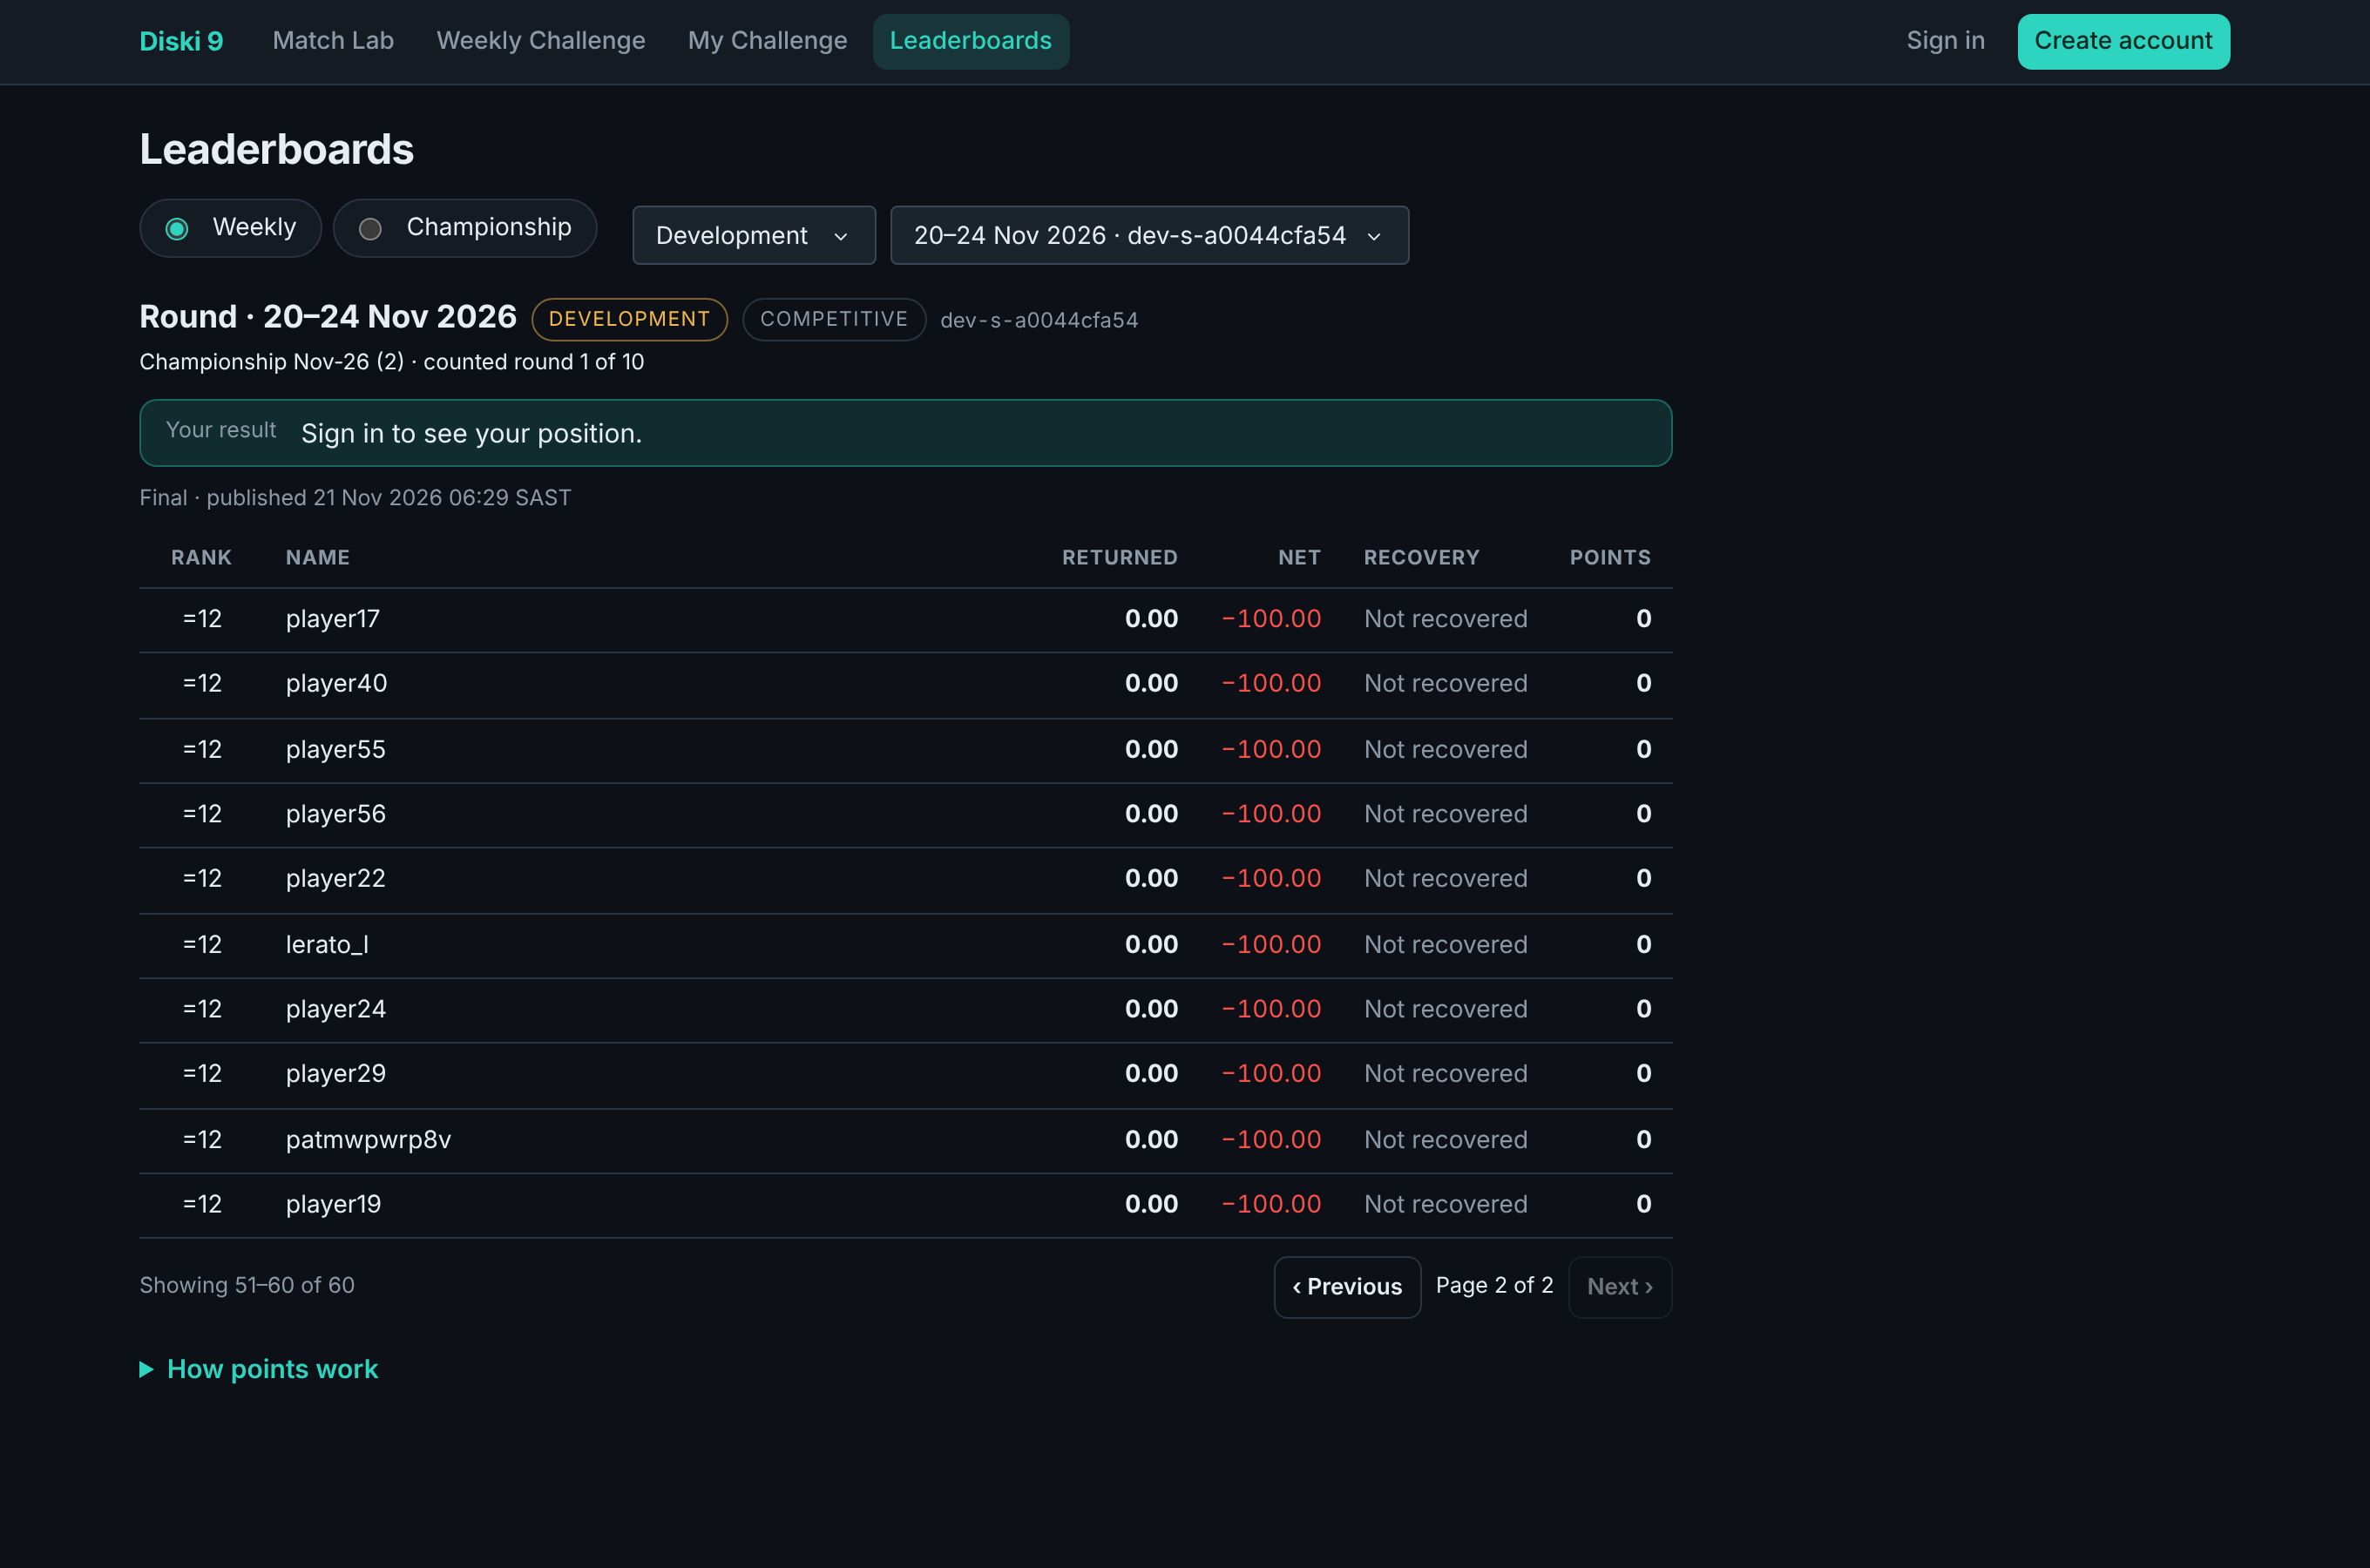 Diski 9 Match Lab Weekly Challenge My Challenge Leaderboards Sign in Create account
Leaderboards
Weekly Championship Development 20–24 Nov 2026 · dev-s-a0044cfa54
Round · 20–24 Nov 2026 DEVELOPMENT COMPETITIVE dev-s-a0044cfa54
Championship Nov-26 (2) · counted round 1 of 10
Your result Sign in to see your position.
Final · published 21 Nov 2026 06:29 SAST
RANK NAME RETURNED NET RECOVERY POINTS
=12 player17 0.00 −100.00 Not recovered 0
=12 player40 0.00 −100.00 Not recovered 0
=12 player55 0.00 −100.00 Not recovered 0
=12 player56 0.00 −100.00 Not recovered 0
=12 player22 0.00 −100.00 Not recovered 0
=12 lerato_l 0.00 −100.00 Not recovered 0
=12 player24 0.00 −100.00 Not recovered 0
=12 player29 0.00 −100.00 Not recovered 0
=12 patmwpwrp8v 0.00 −100.00 Not recovered 0
=12 player19 0.00 −100.00 Not recovered 0
Showing 51–60 of 60 ‹ Previous Page 2 of 2 Next ›
▶ How points work